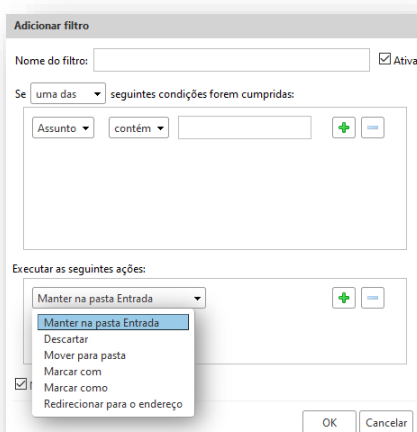 Adicionar filtro
Nome do filtro:
Se uma das seguintes condições forem cumpridas:
Assunto contém
Executar as seguintes ações:
Manter na pasta Entrada
Manter na pasta Entrada
Descartar
Mover para pasta
Marcar com
Marcar como
Redirecionar para o endereço
OK Cancelar